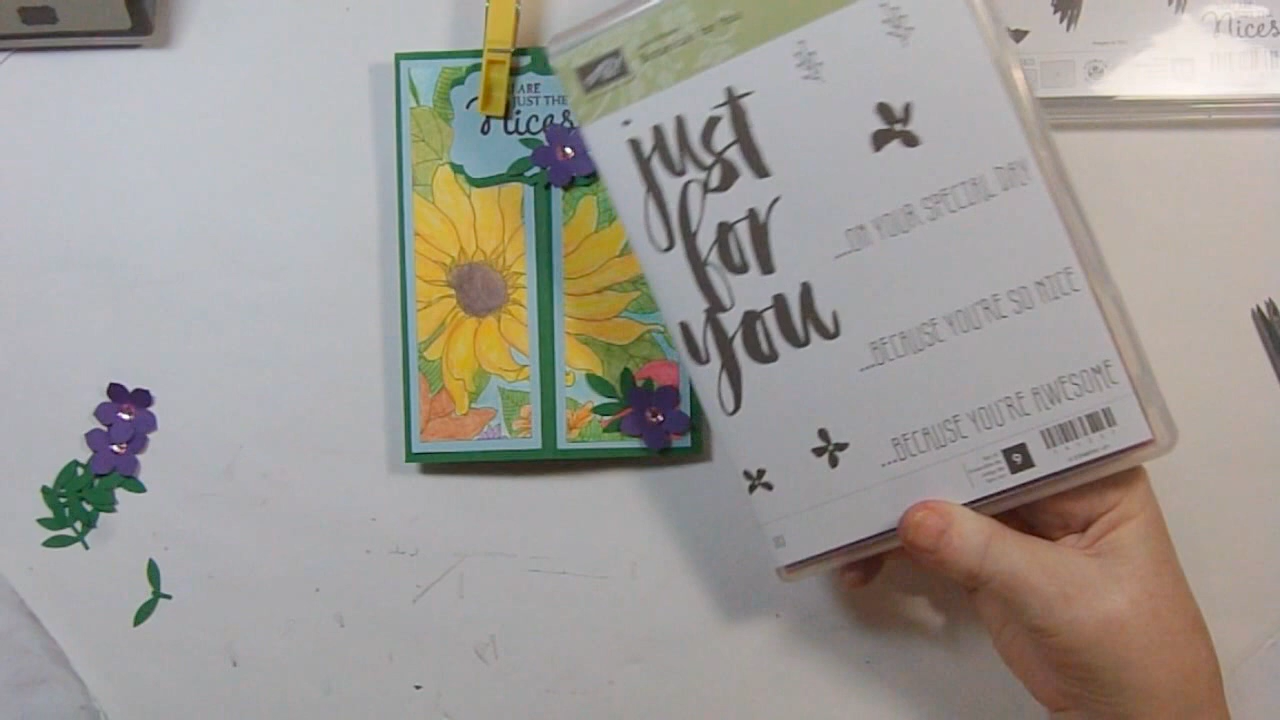 ARE
JUST THE
Nices
just
for
you
...ON YOUR SPECIAL DAY
...BECAUSE YOU'RE SO NICE
...BECAUSE YOU'RE AWESOME
9
Nices